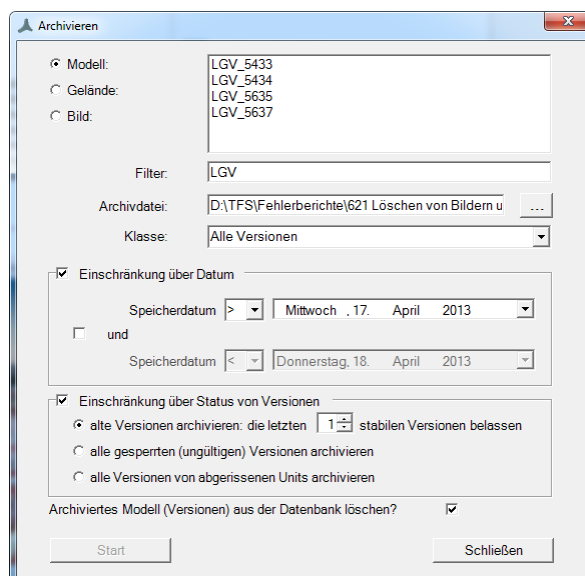 Archivieren
Modell:
Gelände:
Bild:
LGV_5433
LGV_5434
LGV_5635
LGV_5637
Filter: LGV
Archivdatei: D:\TFS\Fehlerberichte\621 Löschen von Bildern u ...
Klasse: Alle Versionen
Einschränkung über Datum
Speicherdatum > Mittwoch , 17. April 2013
und
Speicherdatum < Donnerstag, 18. April 2013
Einschränkung über Status von Versionen
alte Versionen archivieren: die letzten 1 stabilen Versionen belassen
alle gesperrten (ungültigen) Versionen archivieren
alle Versionen von abgerissenen Units archivieren
Archiviertes Modell (Versionen) aus der Datenbank löschen?
Start Schließen